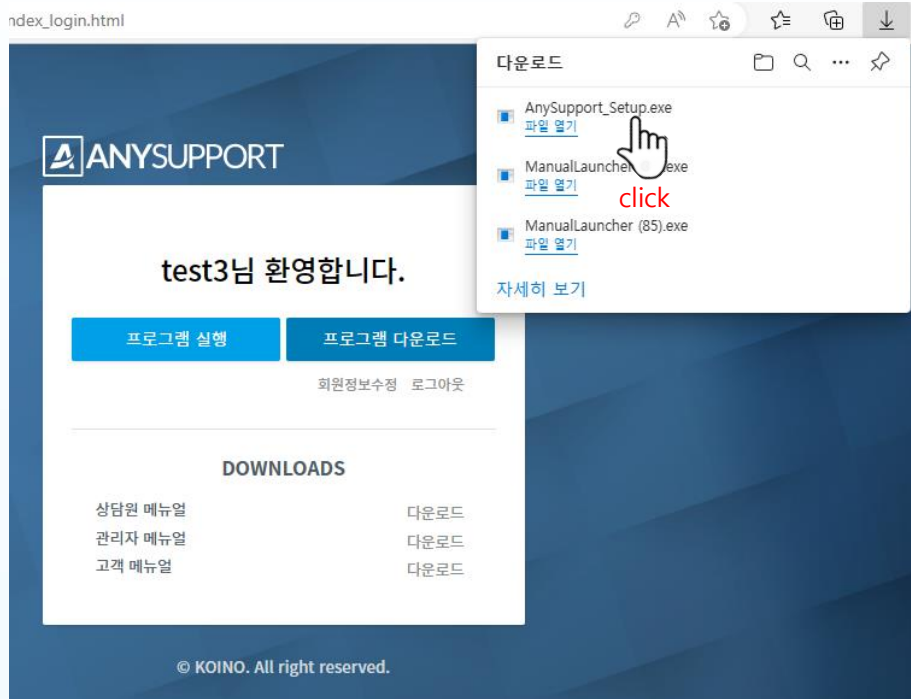 ndex_login.html
다운로드
AnySupport_Setup.exe
파일 열기
ManualLauncher exe
파일 열기
click
ManualLauncher (85).exe
파일 열기
자세히 보기
ANYSUPPORT
test3님 환영합니다.
프로그램 실행 프로그램 다운로드
회원정보수정 로그아웃
DOWNLOADS
상담원 메뉴얼 다운로드
관리자 메뉴얼 다운로드
고객 메뉴얼 다운로드
© KOINO. All right reserved.